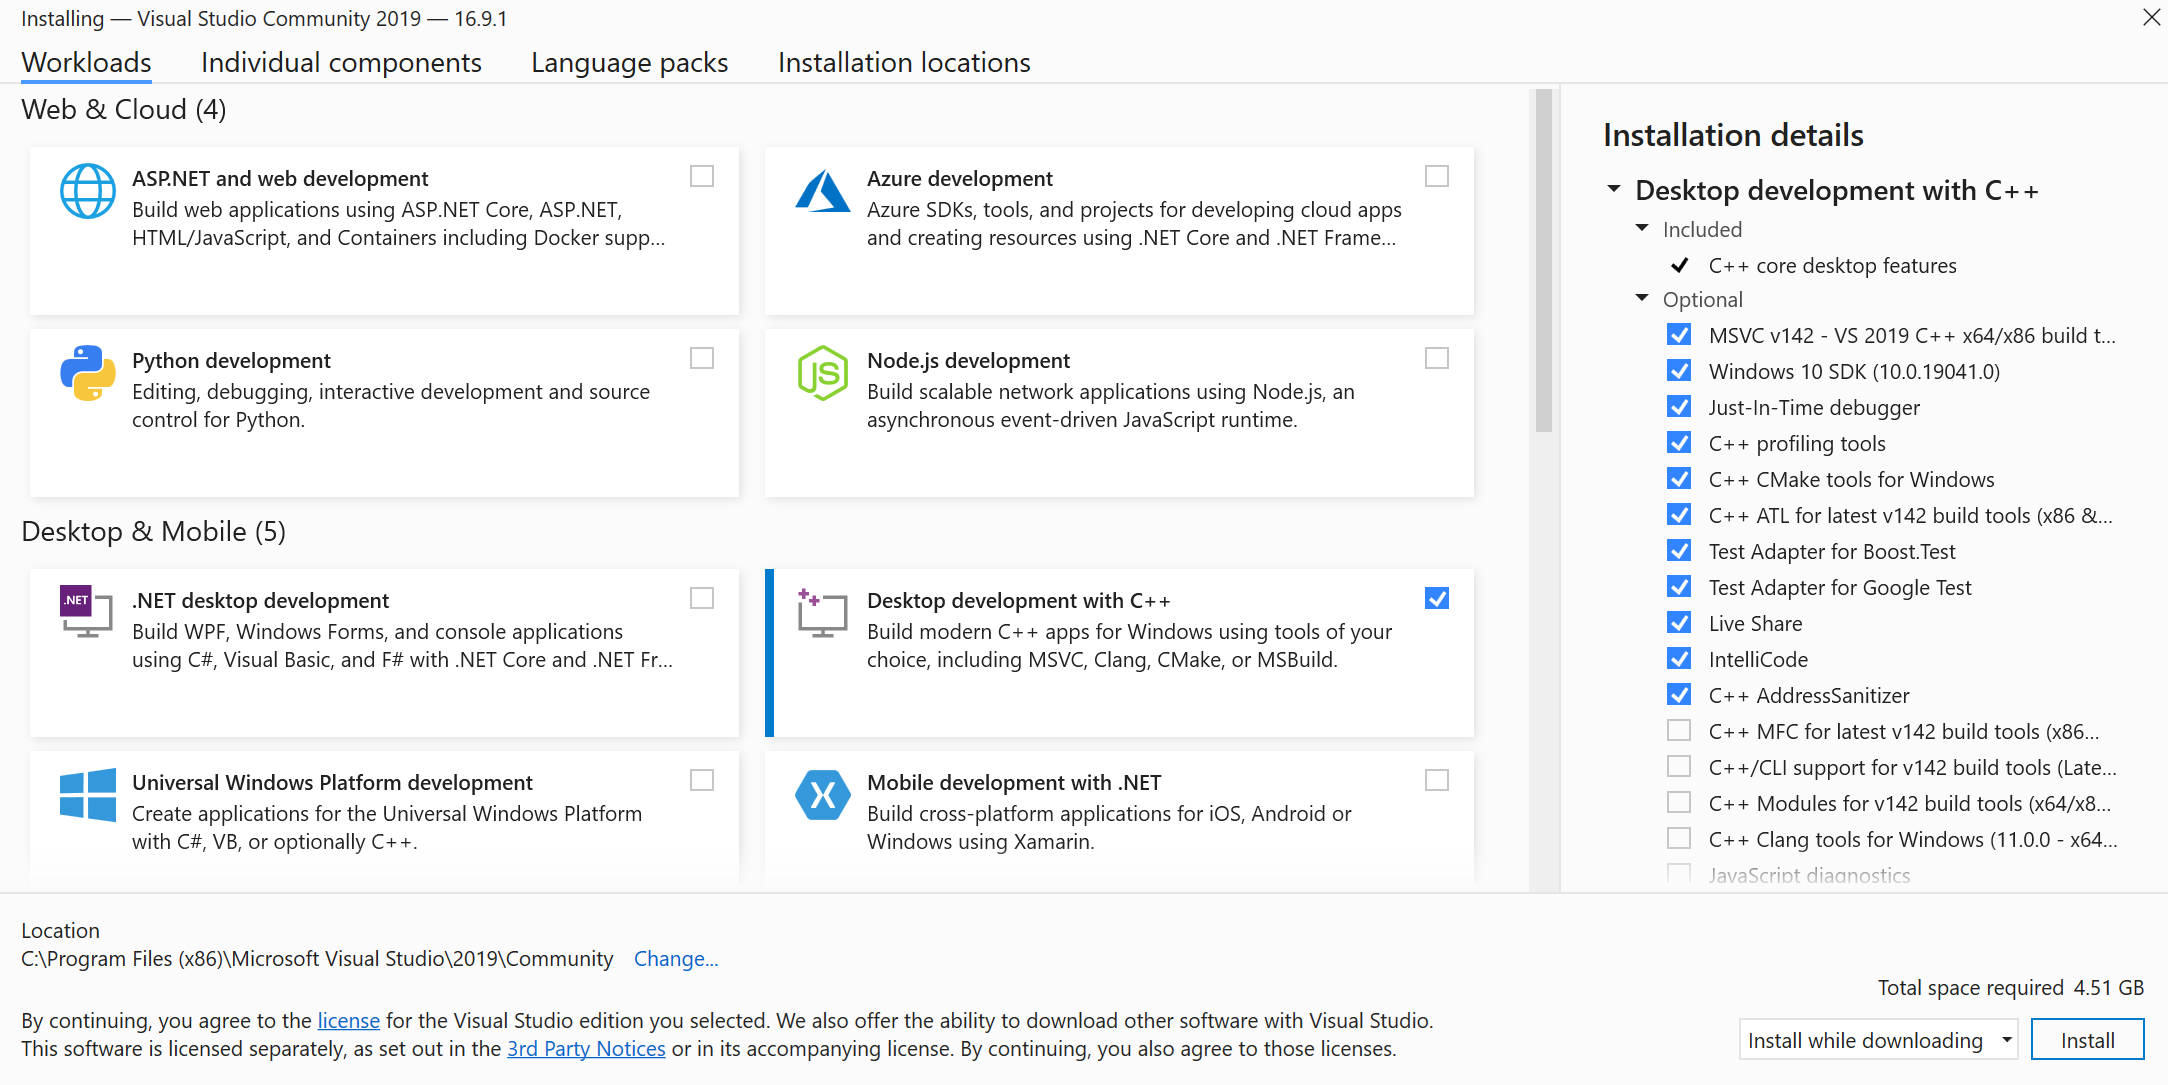 Installing — Visual Studio Community 2019 — 16.9.1
Workloads
Individual components
Language packs
Installation locations
Web & Cloud (4)
ASP.NET and web development
Build web applications using ASP.NET Core, ASP.NET,
HTML/JavaScript, and Containers including Docker supp...
Azure development
Azure SDKs, tools, and projects for developing cloud apps
and creating resources using .NET Core and .NET Frame...
Python development
Editing, debugging, interactive development and source
control for Python.
JS
Node.js development
Build scalable network applications using Node.js, an
asynchronous event-driven JavaScript runtime.
Desktop & Mobile (5)
.NET
.NET desktop development
Build WPF, Windows Forms, and console applications
using C#, Visual Basic, and F# with .NET Core and .NET Fr...
Desktop development with C++
Build modern C++ apps for Windows using tools of your
choice, including MSVC, Clang, CMake, or MSBuild.
Universal Windows Platform development
Create applications for the Universal Windows Platform
with C#, VB, or optionally C++.
Mobile development with .NET
Build cross-platform applications for iOS, Android or
Windows using Xamarin.
Installation details
Desktop development with C++
Included
C++ core desktop features
Optional
MSVC v142 - VS 2019 C++ x64/x86 build t...
Windows 10 SDK (10.0.19041.0)
Just-In-Time debugger
C++ profiling tools
C++ CMake tools for Windows
C++ ATL for latest v142 build tools (x86 &...
Test Adapter for Boost.Test
Test Adapter for Google Test
Live Share
IntelliCode
C++ AddressSanitizer
C++ MFC for latest v142 build tools (x86...
C++/CLI support for v142 build tools (Late...
C++ Modules for v142 build tools (x64/x8...
C++ Clang tools for Windows (11.0.0 - x64...
JavaScript diagnostics
Location
C:\Program Files (x86)\Microsoft Visual Studio\2019\Community Change...
By continuing, you agree to the license for the Visual Studio edition you selected. We also offer the ability to download other software with Visual Studio.
This software is licensed separately, as set out in the 3rd Party Notices or in its accompanying license. By continuing, you also agree to those licenses.
Total space required 4.51 GB
Install while downloading
Install